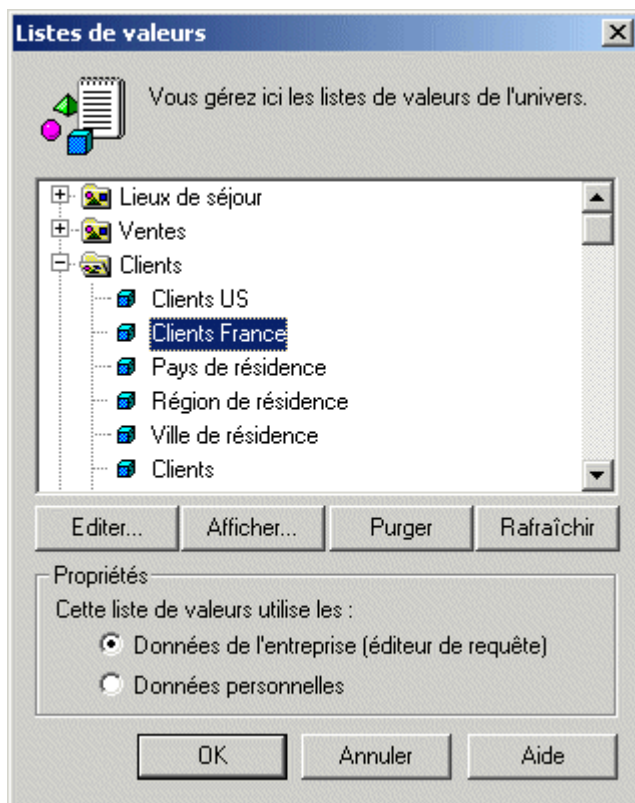 Listes de valeurs
Vous gérez ici les listes de valeurs de l'univers.
Lieux de séjour
Ventes
Clients
Clients US
Clients France
Pays de résidence
Région de résidence
Ville de résidence
Clients
Editer... Afficher... Purger Rafraîchir
Propriétés
Cette liste de valeurs utilise les :
Données de l'entreprise (éditeur de requête)
Données personnelles
OK Annuler Aide